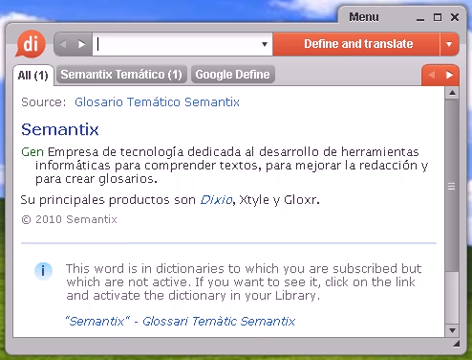 Menu
di
Define and translate
All (1) Semantix Temático (1) Google Define
Source: Glosario Temático Semantix
Semantix
Gen Empresa de tecnología dedicada al desarrollo de herramientas
informáticas para comprender textos, para mejorar la redacción y
para crear glosarios.
Su principales productos son Dixio, Xtyle y Gloxr.
© 2010 Semantix
i
This word is in dictionaries to which you are subscribed but
which are not active. If you want to see it, click on the link
and activate the dictionary in your Library.
"Semantix" - Glossari Temàtic Semantix